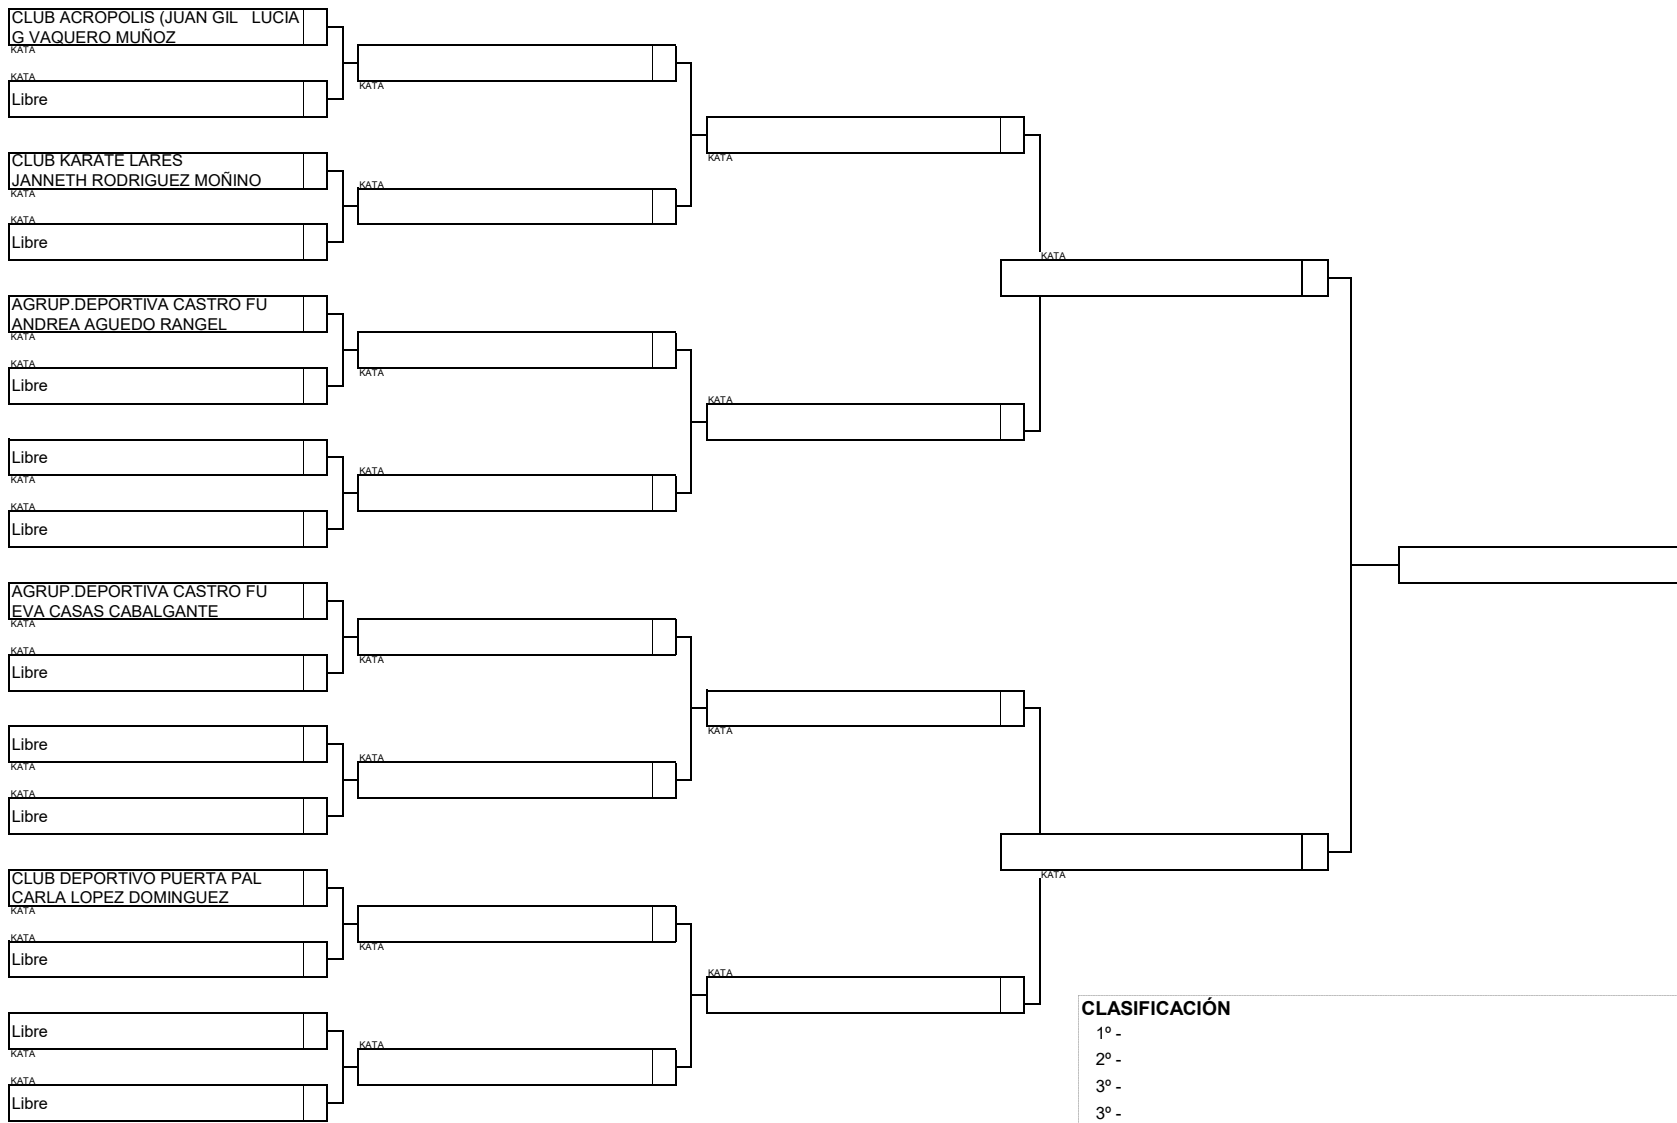 CLUB ACROPOLIS (JUAN GIL LUCIA
G VAQUERO MUÑOZ
KATA
KATA
Libre
CLUB KARATE LARES
JANNETH RODRIGUEZ MOÑINO
KATA
KATA
Libre
AGRUP.DEPORTIVA CASTRO FU
ANDREA AGUEDO RANGEL
KATA
KATA
Libre
Libre
KATA
KATA
Libre
AGRUP.DEPORTIVA CASTRO FU
EVA CASAS CABALGANTE
KATA
KATA
Libre
Libre
KATA
KATA
Libre
CLUB DEPORTIVO PUERTA PAL
CARLA LOPEZ DOMINGUEZ
KATA
KATA
Libre
Libre
KATA
KATA
Libre
KATA
KATA
KATA
KATA
KATA
KATA
KATA
KATA
KATA
KATA
KATA
KATA
KATA
KATA
CLASIFICACIÓN
1º -
2º -
3º -
3º -